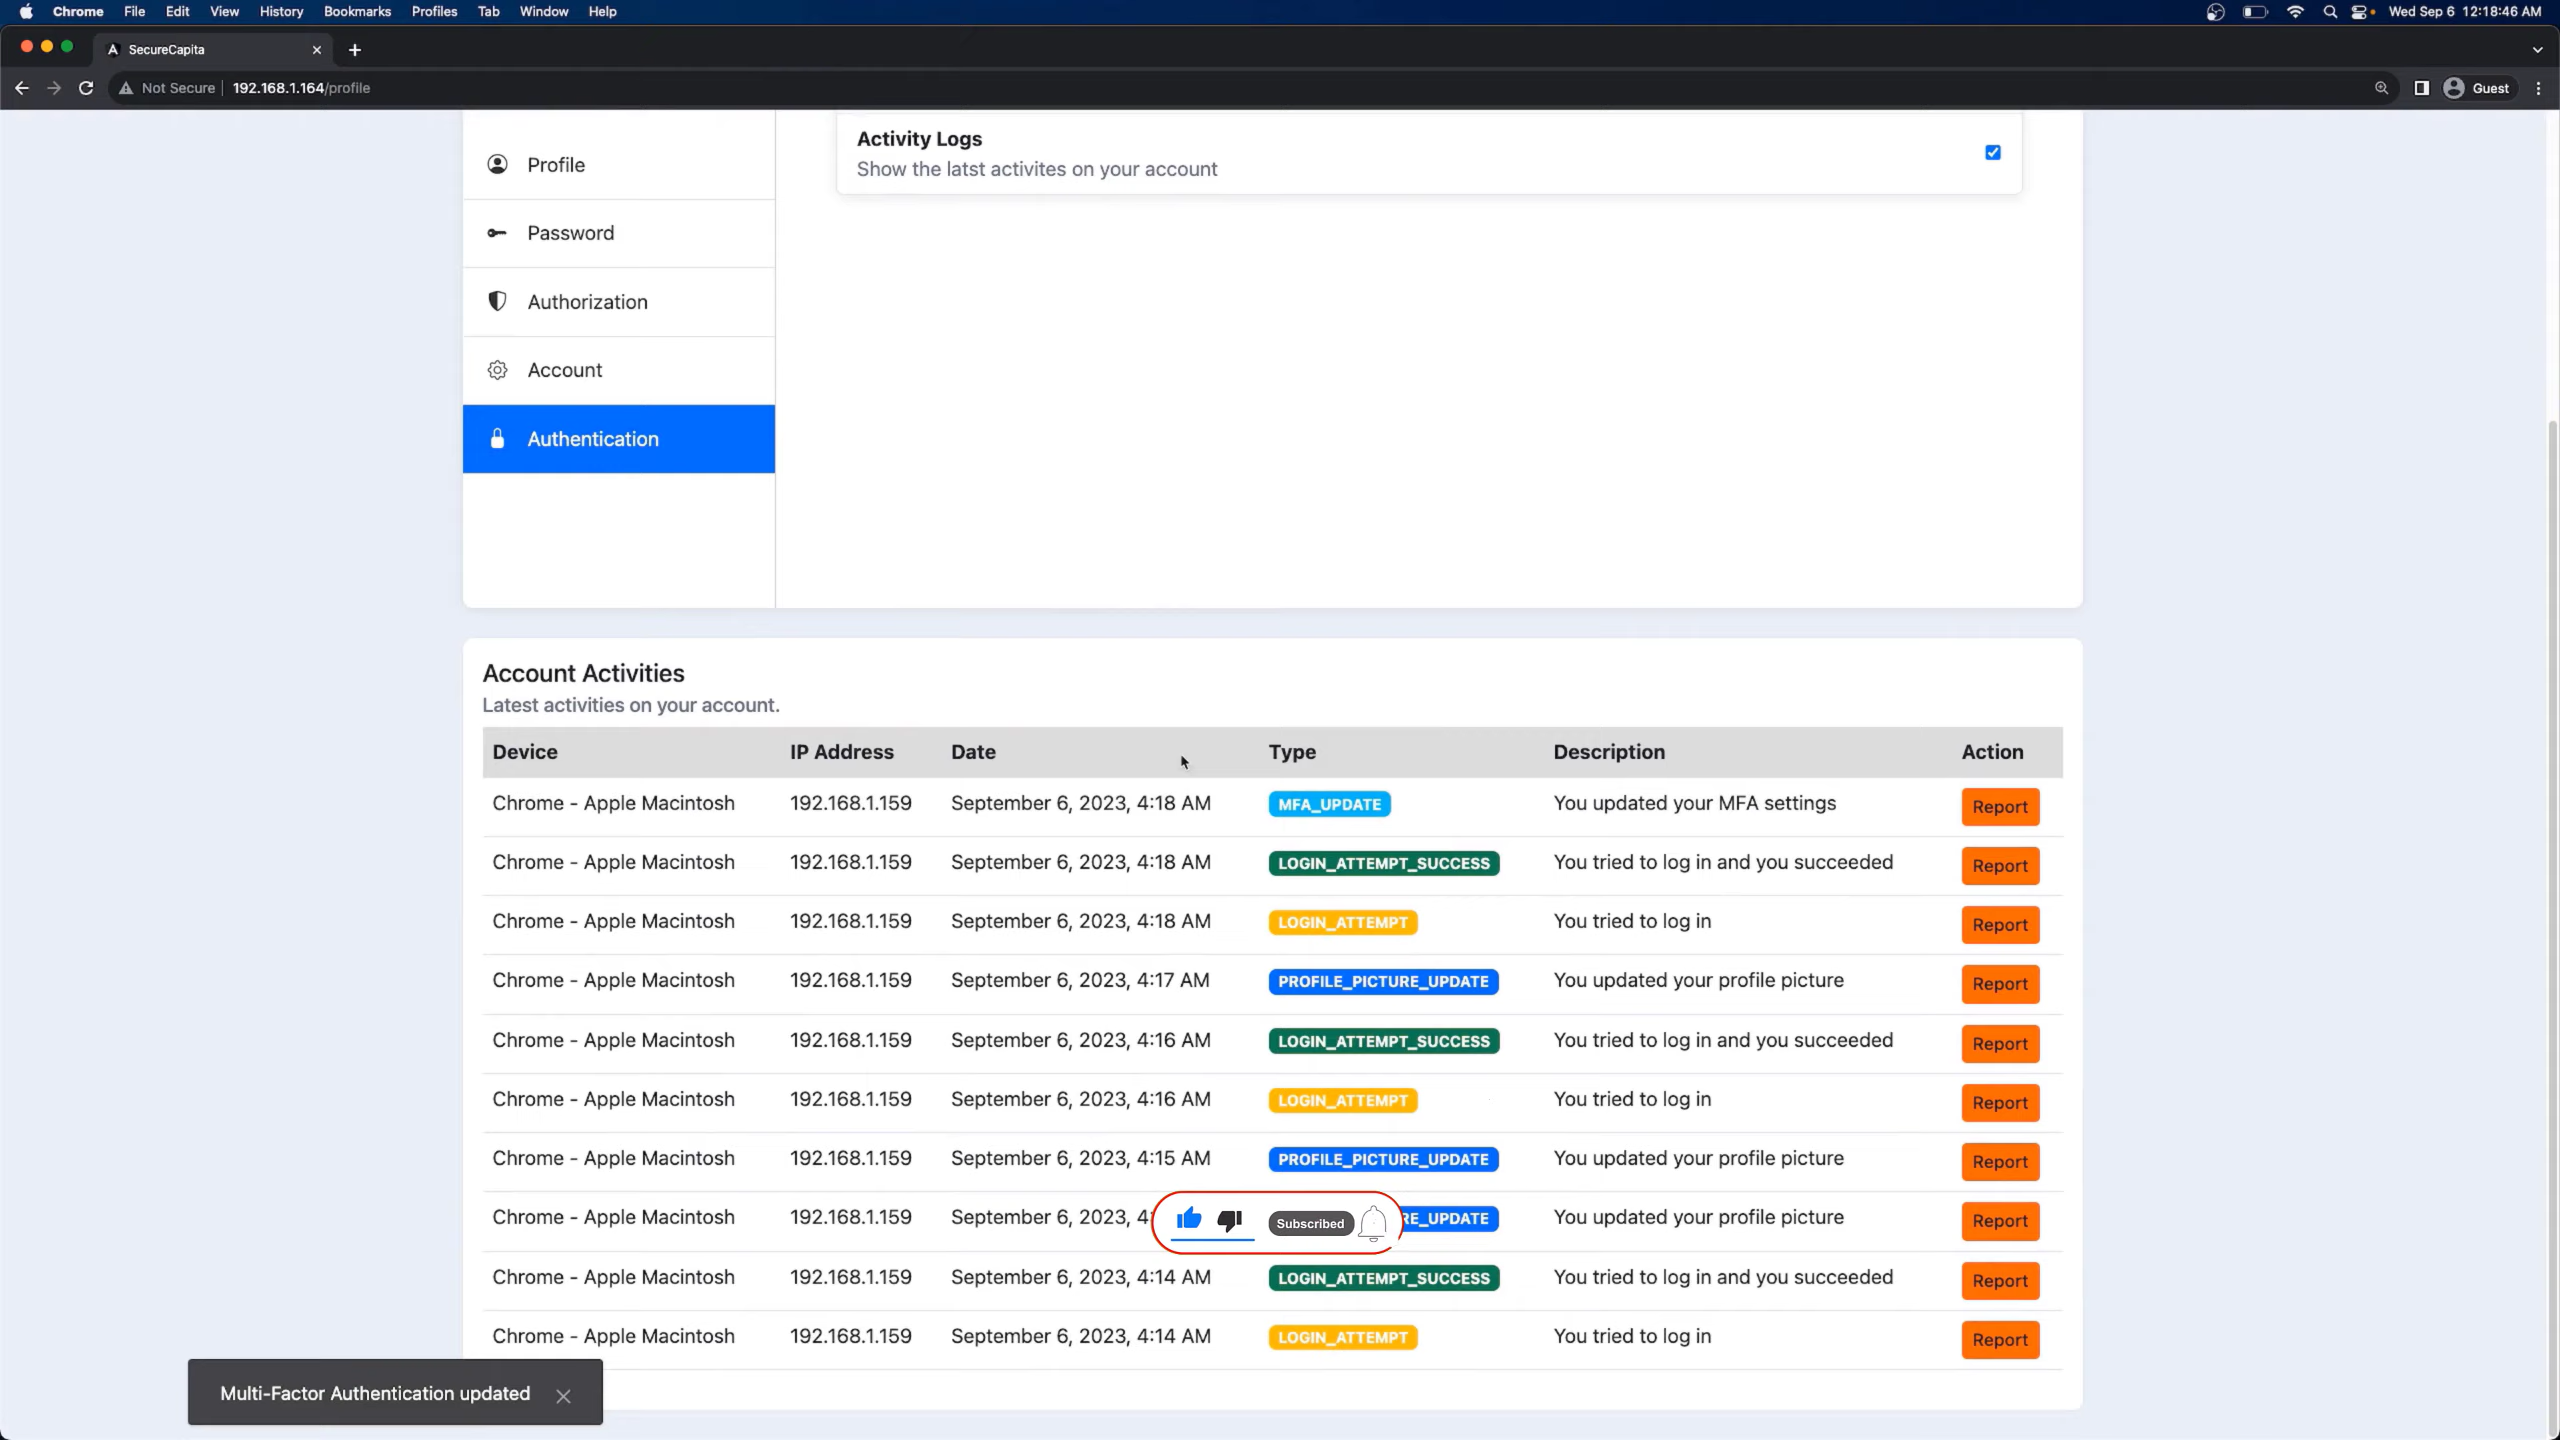 Chrome File Edit View History Bookmarks Profiles Tab Window Help Wed Sep 6 12:18:46 AM
SecureCapita
Not Secure 192.168.1.164/profile Guest
Activity Logs
Show the latst activites on your account
Profile
Password
Authorization
Account
Authentication
Account Activities
Latest activities on your account.
Device IP Address Date Type Description Action
Chrome - Apple Macintosh 192.168.1.159 September 6, 2023, 4:18 AM MFA_UPDATE You updated your MFA settings Report
Chrome - Apple Macintosh 192.168.1.159 September 6, 2023, 4:18 AM LOGIN_ATTEMPT_SUCCESS You tried to log in and you succeeded Report
Chrome - Apple Macintosh 192.168.1.159 September 6, 2023, 4:18 AM LOGIN_ATTEMPT You tried to log in Report
Chrome - Apple Macintosh 192.168.1.159 September 6, 2023, 4:17 AM PROFILE_PICTURE_UPDATE You updated your profile picture Report
Chrome - Apple Macintosh 192.168.1.159 September 6, 2023, 4:16 AM LOGIN_ATTEMPT_SUCCESS You tried to log in and you succeeded Report
Chrome - Apple Macintosh 192.168.1.159 September 6, 2023, 4:16 AM LOGIN_ATTEMPT You tried to log in Report
Chrome - Apple Macintosh 192.168.1.159 September 6, 2023, 4:15 AM PROFILE_PICTURE_UPDATE You updated your profile picture Report
Chrome - Apple Macintosh 192.168.1.159 September 6, 2023, 4: Subscribed RE_UPDATE You updated your profile picture Report
Chrome - Apple Macintosh 192.168.1.159 September 6, 2023, 4:14 AM LOGIN_ATTEMPT_SUCCESS You tried to log in and you succeeded Report
Chrome - Apple Macintosh 192.168.1.159 September 6, 2023, 4:14 AM LOGIN_ATTEMPT You tried to log in Report
Multi-Factor Authentication updated